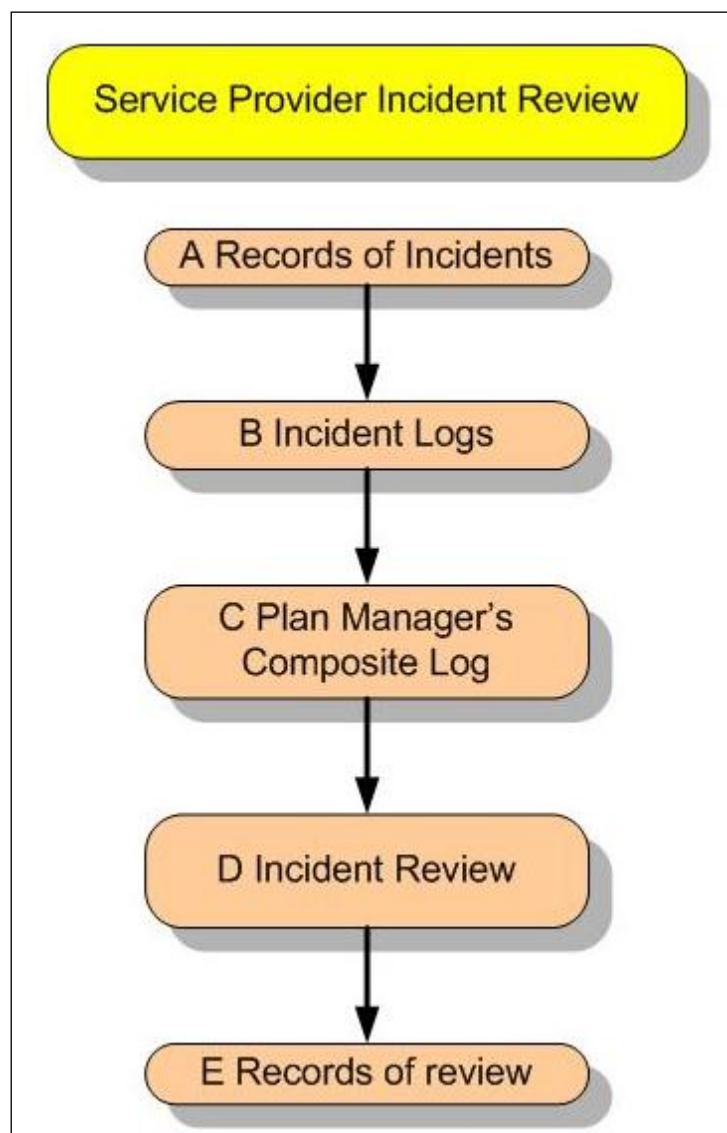 Service Provider Incident Review
A Records of Incidents
B Incident Logs
C Plan Manager’s
Composite Log
D Incident Review
E Records of review